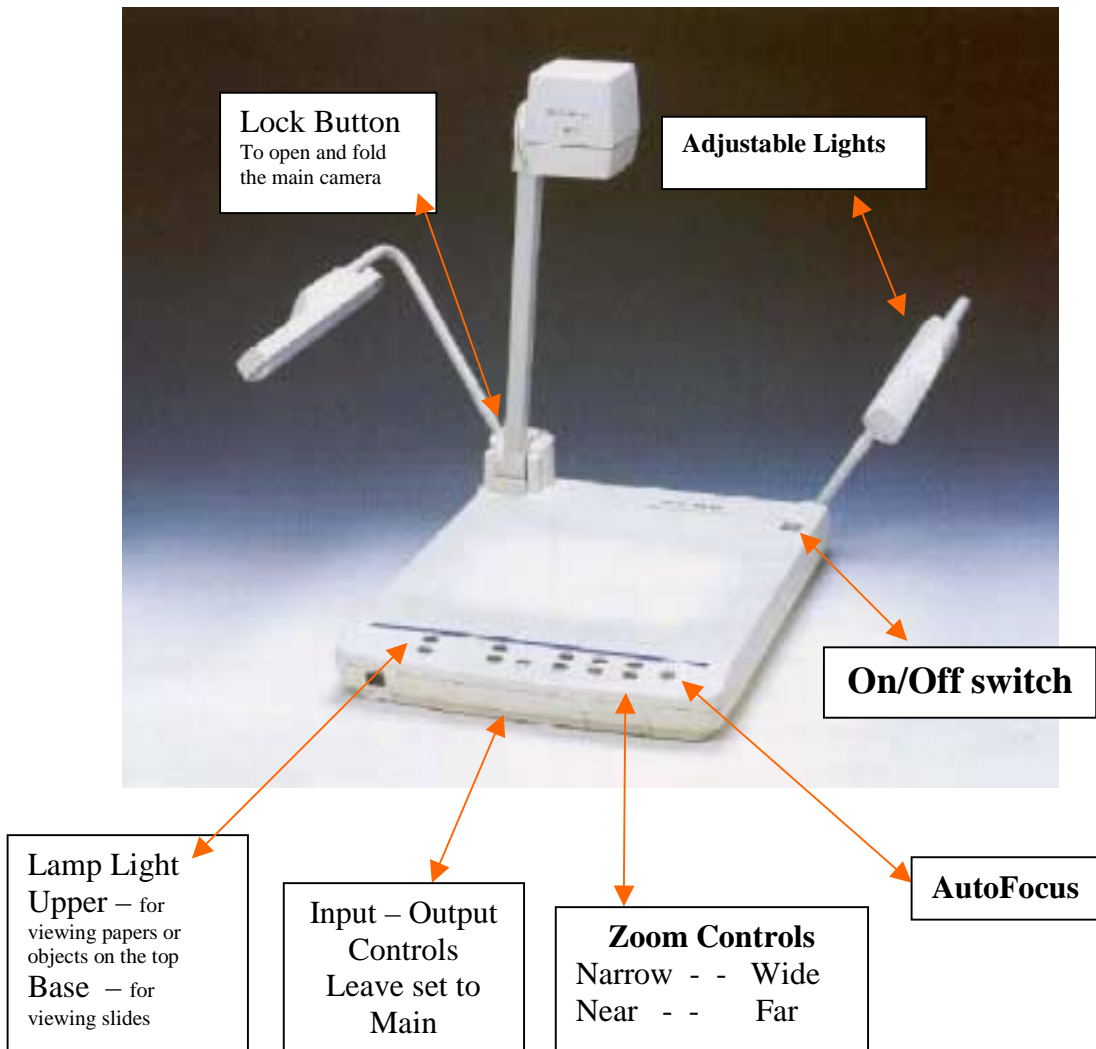 Lock Button
To open and fold
the main camera
Adjustable Lights
On/Off switch
Lamp Light
Upper – for
viewing papers or
objects on the top
Base – for
viewing slides
Input – Output
Controls
Leave set to
Main
Zoom Controls
Narrow - - Wide
Near - - Far
AutoFocus